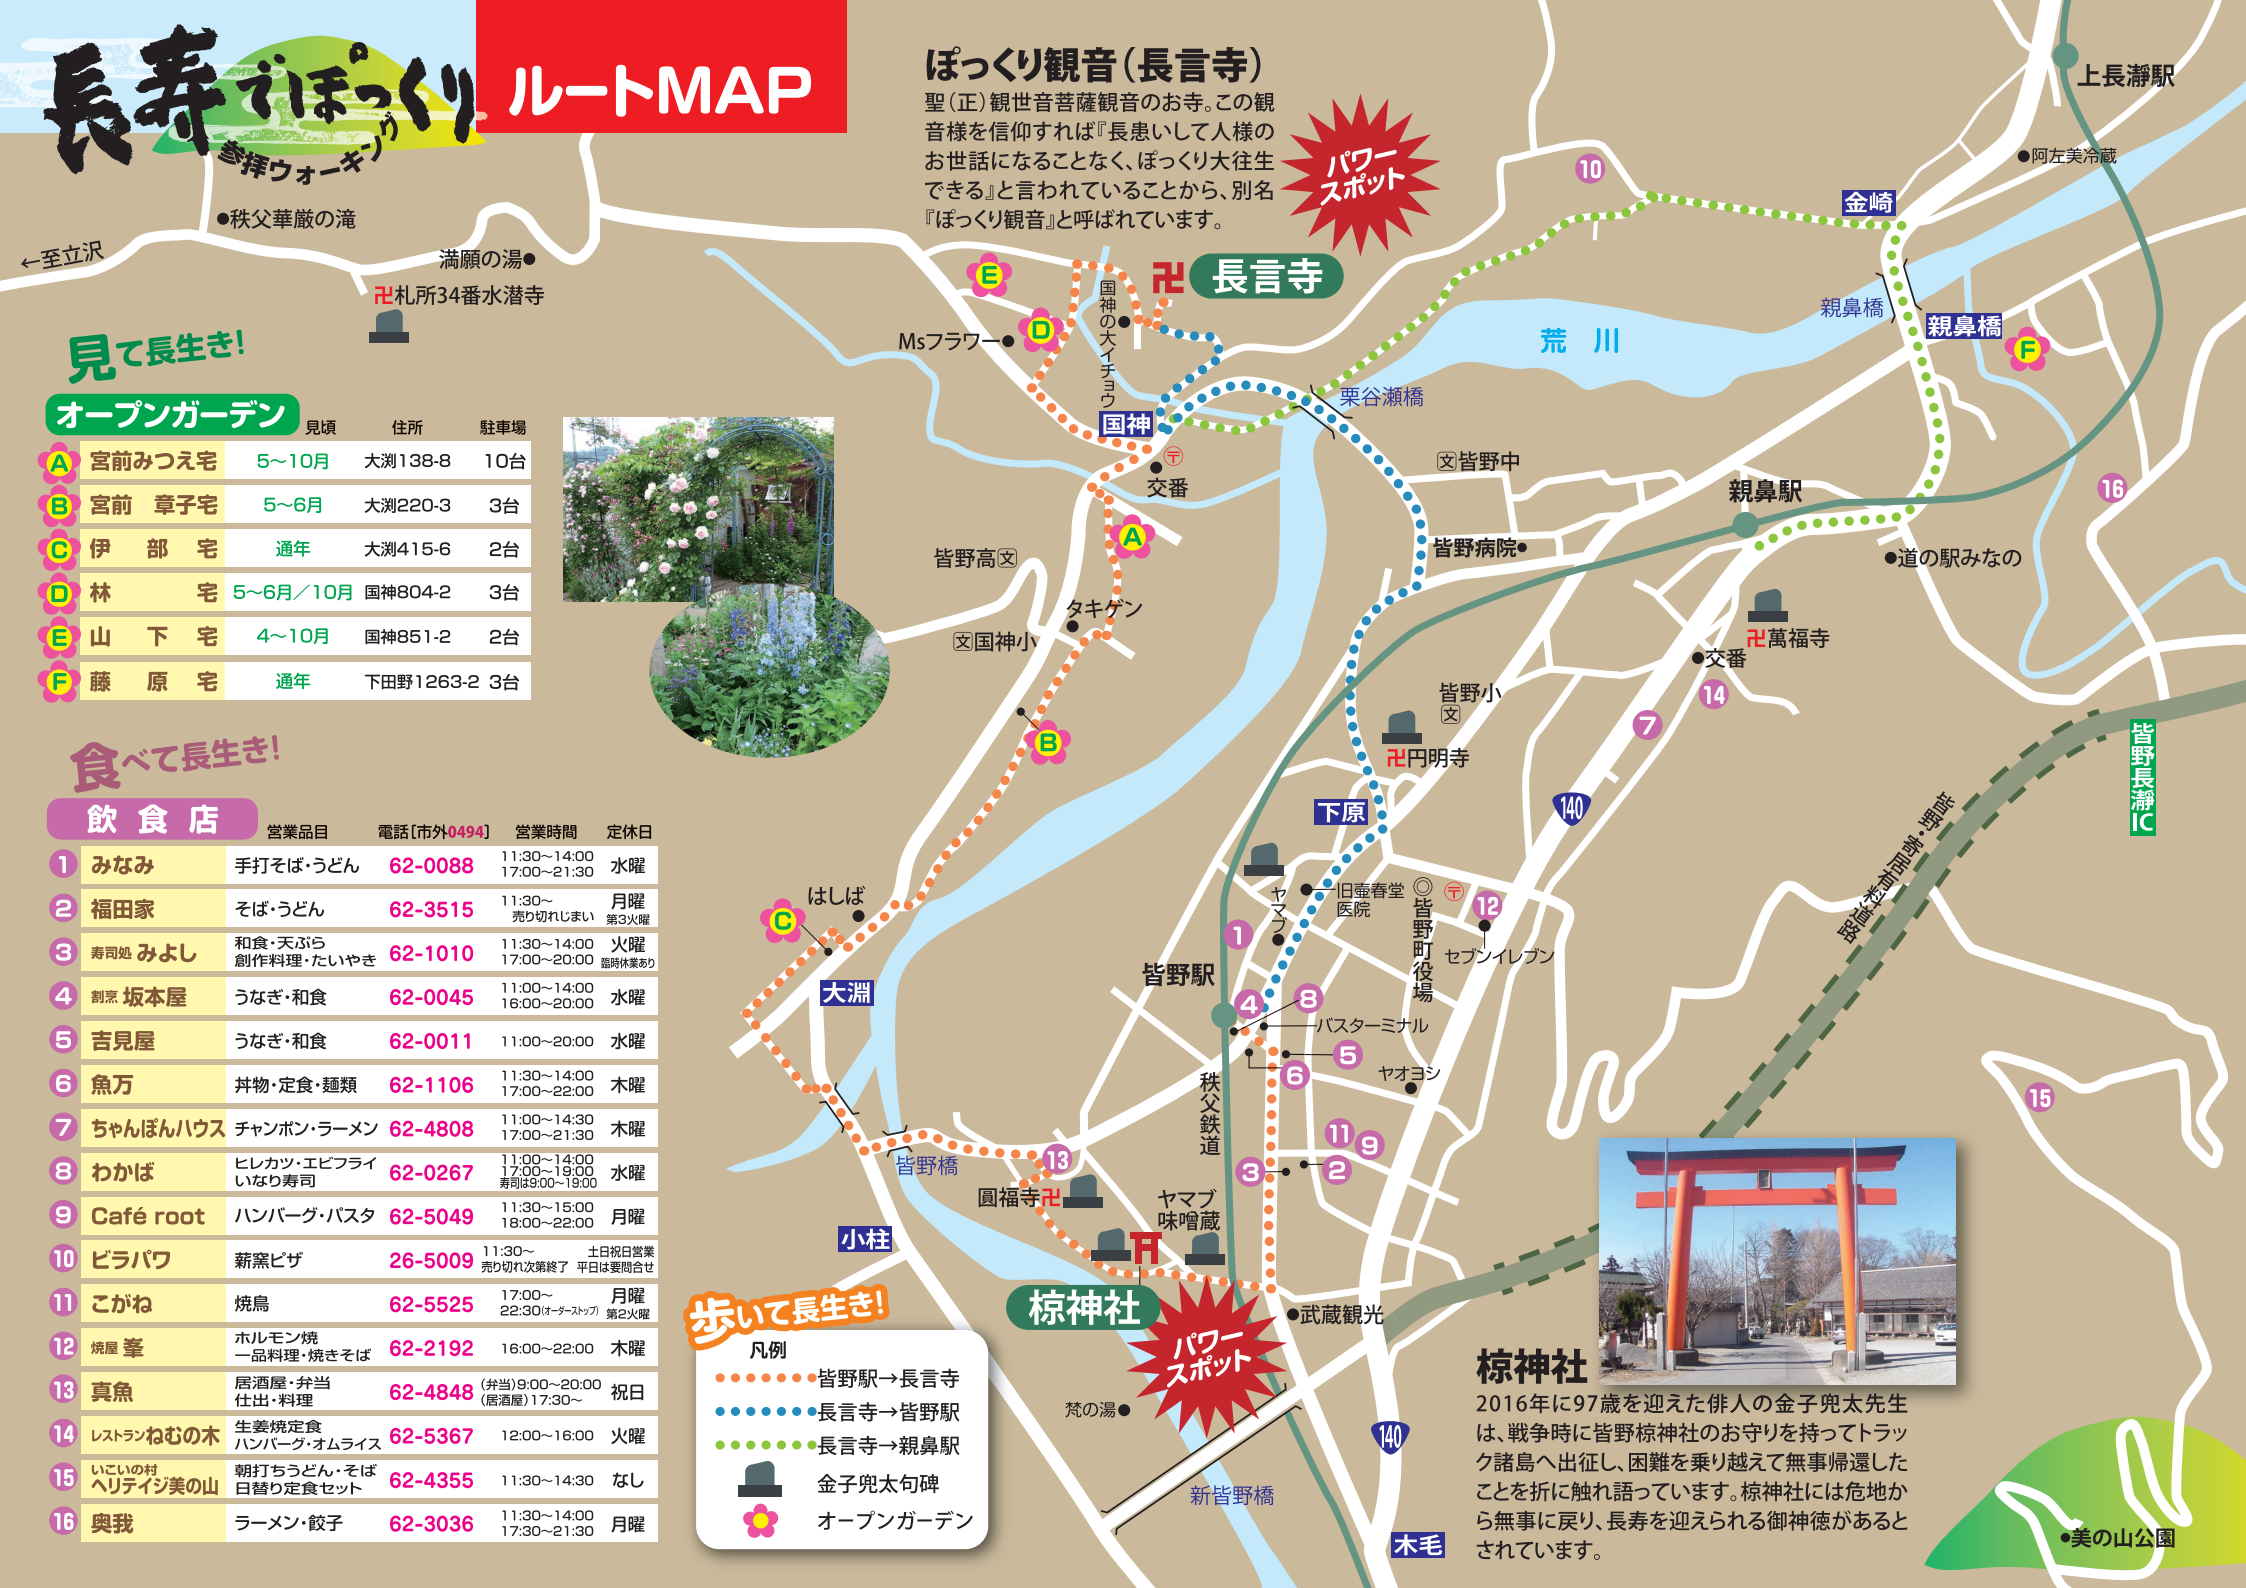 長寿でぽっくり
参拝ウォーキング
ルートMAP
ぽっくり観音（長言寺）
聖（正）観世音菩薩観音のお寺。この観
音様を信仰すれば『長患いして人様の
お世話になることなく、ぽっくり大往生
できる』と言われていることから、別名
『ぽっくり観音』と呼ばれています。
パワー
スポット
●秩父華厳の滝
←至立沢
満願の湯●
卍札所34番水潜寺
見て長生き！
オープンガーデン 見頃 住所 駐車場
A 宮前みつえ宅 5〜10月 大渕138-8 10台
B 宮前 章子宅 5〜6月 大渕220-3 3台
C 伊部宅 通年 大渕415-6 2台
D 林宅 5〜6月／10月 国神804-2 3台
E 山下宅 4〜10月 国神851-2 2台
F 藤原宅 通年 下田野1263-2 3台
食べて長生き！
飲食店 営業品目 電話［市外0494］ 営業時間 定休日
1 みなみ 手打そば・うどん 62-0088 11:30〜14:00 17:00〜21:30 水曜
2 福田家 そば・うどん 62-3515 11:30〜 売り切れじまい 月曜 第3火曜
3 寿司処 みよし 和食・天ぷら 創作料理・たいやき 62-1010 11:30〜14:00 17:00〜20:00 火曜 臨時休業あり
4 割烹 坂本屋 うなぎ・和食 62-0045 11:00〜14:00 16:00〜20:00 水曜
5 吉見屋 うなぎ・和食 62-0011 11:00〜20:00 水曜
6 魚万 丼物・定食・麺類 62-1106 11:30〜14:00 17:00〜22:00 木曜
7 ちゃんぽんハウス チャンポン・ラーメン 62-4808 11:00〜14:30 17:00〜21:30 木曜
8 わかば ヒレカツ・エビフライ いなり寿司 62-0267 11:00〜14:00 17:00〜19:00 寿司は9:00〜19:00 水曜
9 Café root ハンバーグ・パスタ 62-5049 11:30〜15:00 18:00〜22:00 月曜
10 ビラパワ 薪窯ピザ 26-5009 11:30〜 売り切れ次第終了 土日祝日営業 平日は要問合せ
11 こがね 焼鳥 62-5525 17:00〜 22:30(オーダーストップ) 月曜 第2火曜
12 焼屋 峯 ホルモン焼 一品料理・焼きそば 62-2192 16:00〜22:00 木曜
13 真魚 居酒屋・弁当 仕出・料理 62-4848 (弁当)9:00〜20:00 (居酒屋)17:30〜 祝日
14 レストランねむの木 生姜焼定食 ハンバーグ・オムライス 62-5367 12:00〜16:00 火曜
15 いこいの村 ヘリテイジ美の山 朝打ちうどん・そば 日替り定食セット 62-4355 11:30〜14:30 なし
16 奥我 ラーメン・餃子 62-3036 11:30〜14:00 17:30〜21:30 月曜
歩いて長生き！
凡例
皆野駅→長言寺
長言寺→皆野駅
長言寺→親鼻駅
金子兜太句碑
オープンガーデン
卍 長言寺
E
D
Msフラワー●
国神の大イチョウ
国神
〒
交番
A
皆野高文
タキゲン
文国神小
B
はしば
C
大淵
皆野橋
小柱
13
圓福寺卍
ヤマブ
味噌蔵
椋神社
パワー
スポット
梵の湯●
新皆野橋
●武蔵観光
140
木毛
上長瀞駅
●阿左美冷蔵
10
金崎
親鼻橋
親鼻橋
F
荒川
栗谷瀬橋
文皆野中
親鼻駅
16
皆野病院●
●道の駅みなの
卍萬福寺
●交番
14
7
皆野小
文
卍円明寺
下原
140
皆野長瀞IC
皆野・寄居有料道路
ヤマブ
旧壷春堂
医院
◎皆野町役場
〒
12
セブンイレブン
1
皆野駅
4
8
バスターミナル
5
6
ヤオヨシ
秩父鉄道
11
9
3
2
15
椋神社
2016年に97歳を迎えた俳人の金子兜太先生
は、戦争時に皆野椋神社のお守りを持ってトラッ
ク諸島へ出征し、困難を乗り越えて無事帰還した
ことを折に触れ語っています。椋神社には危地か
ら無事に戻り、長寿を迎えられる御神徳があると
されています。
●美の山公園